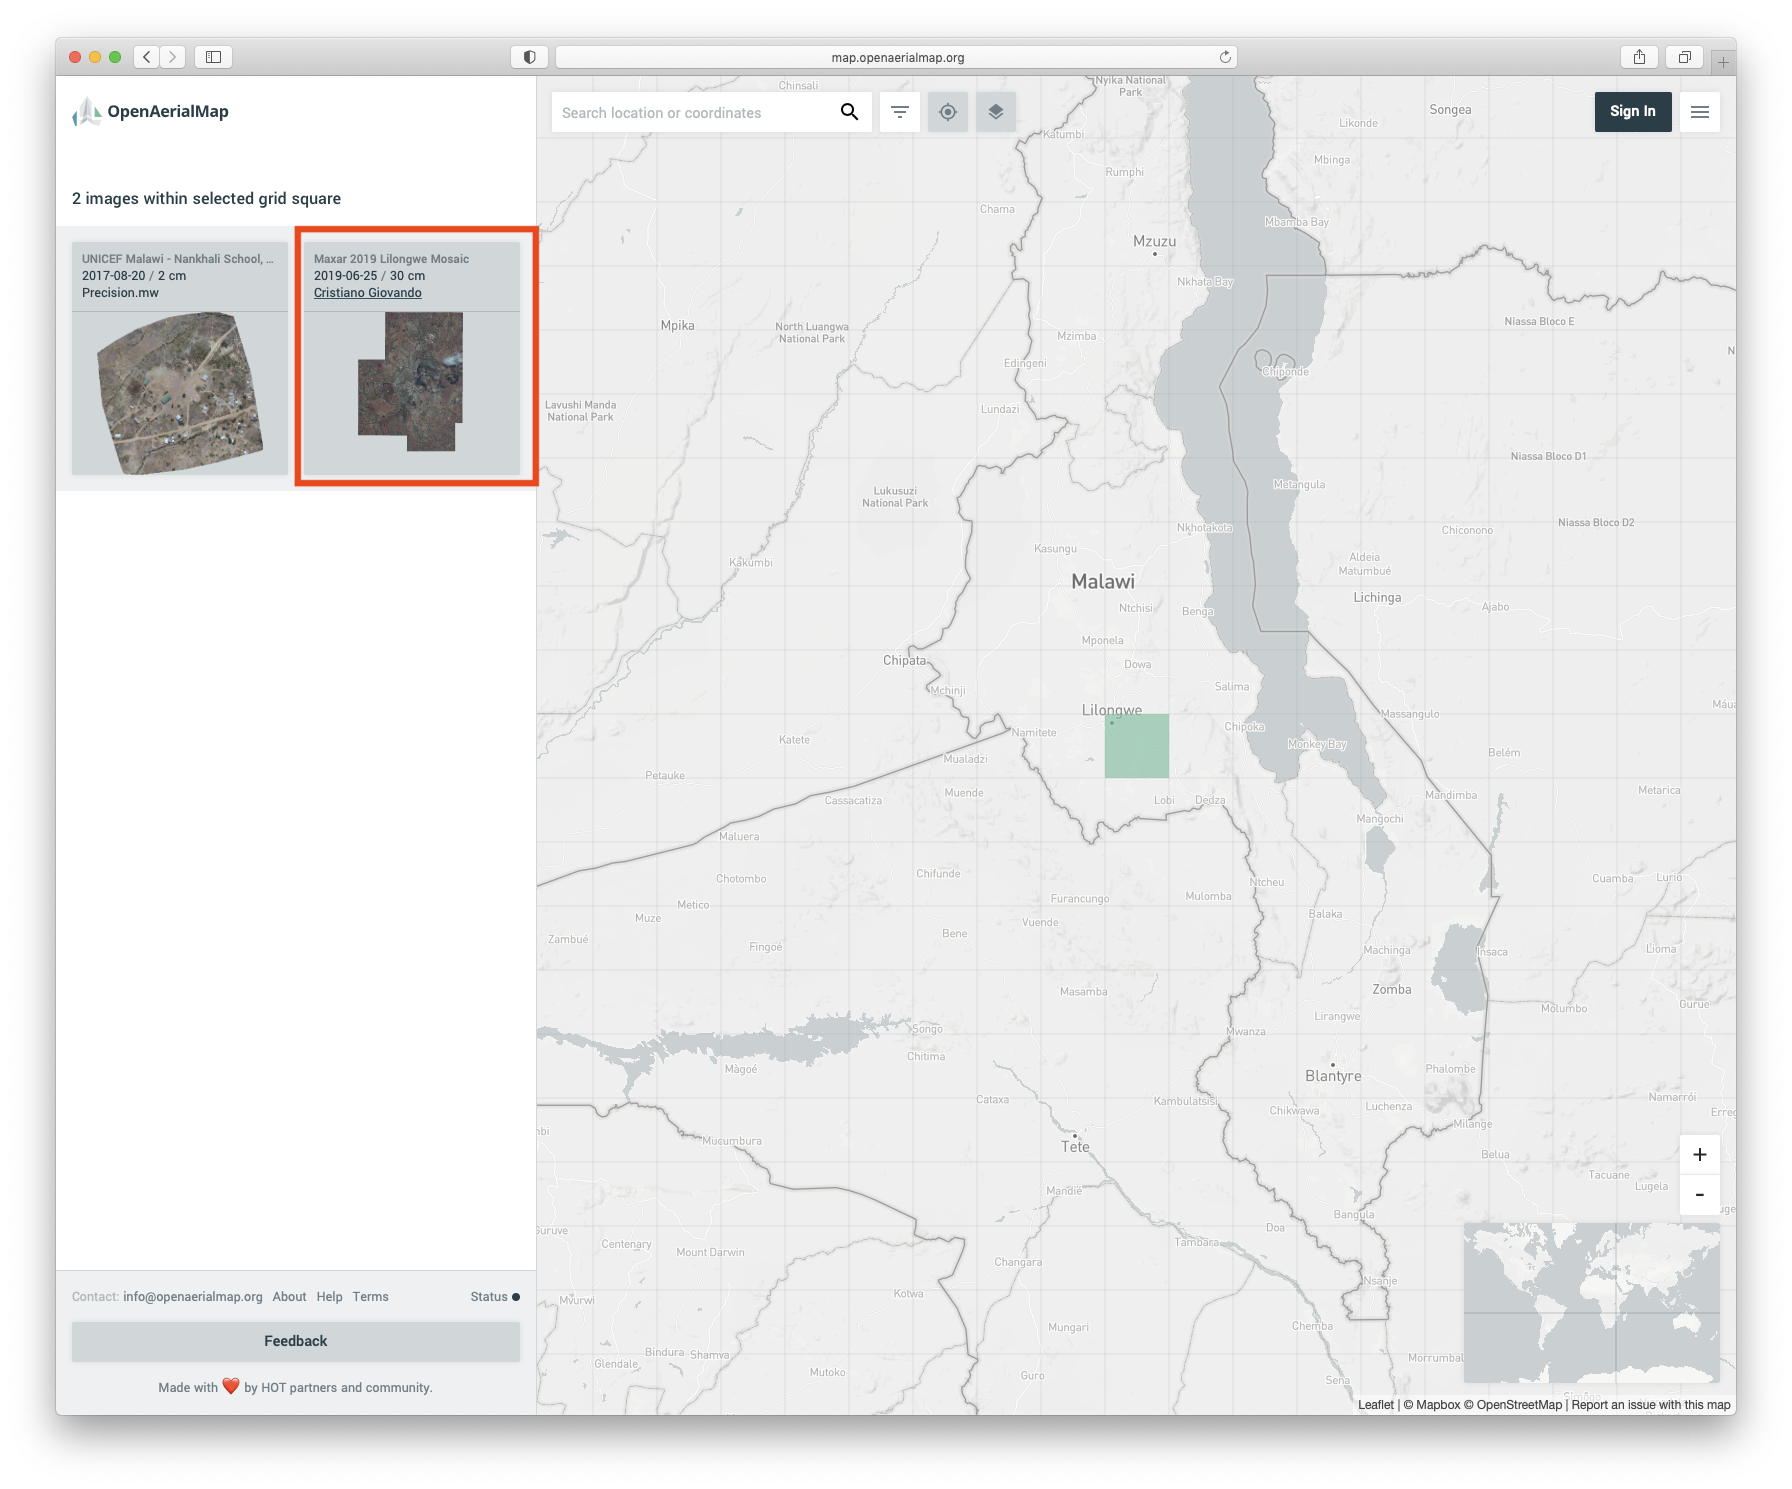 map.openaerialmap.org
OpenAerialMap
Search location or coordinates
Sign In
2 images within selected grid square
UNICEF Malawi - Nankhali School, ...
2017-08-20 / 2 cm
Precision.mw
Maxar 2019 Lilongwe Mosaic
2019-06-25 / 30 cm
Cristiano Giovando
Chinsali
Nyika National
Park
Songea
Likonde
Katumbi
Mbinga
Rumphi
Chama
Mbamba Bay
Mzuzu
Nkhata Bay
Mpika
North Luangwa
National Park
Mzimba
Niassa Bloco E
Edingeni
Chiponde
Lavushi Manda
National Park
Lundazi
Niassa Bloco D1
Metangula
Lukusuzi
National Park
Nkhotakota
Chiconono
Niassa Bloco D2
Kasungu
Kakumbi
Aldeia
Matumbué
Malawi
Lichinga
Ntchisi
Benga
Ajabo
Mponela
Chipata
Dowa
Mchinji
Salima
Lilongwe
Massangulo
Máua
Namitete
Chipoka
Katete
Monkey Bay
Belém
Mualadzi
Petauke
Muende
Cassacatiza
Lobi
Dedza
Mandimba
Metarica
Mangochi
Maluera
Chotombo
Chifunde
Ntcheu
Cuamba
Lurio
Metico
Furancungo
Mulomba
Muze
Vuende
Balaka
Zambué
Fingoé
Bene
Machinga
Insaca
Lioma
Masamba
Zomba
Gurue
Molumbo
Songo
Lirangwe
Mwanza
Chitima
Màgoé
Blantyre
Phalombe
Cataxa
Kambulatsisi
Chikwawa
Luchenza
Namarrói
Erreg
Milange
Mucumbura
Tete
Belua
Tacuane
Lugela
Mandié
Bangula
Guruve
Centenary
Mount Darwin
Doa
Tambara
Changara
Nsanje
Mvurwi
Kotwa
Mungari
Chemba
Bindura
Shamva
Glendale
Mutoko
Guro
Morrumbal
Sena
+
-
Contact: info@openaerialmap.org About Help Terms
Status
Feedback
Made with ❤️ by HOT partners and community.
Leaflet | © Mapbox © OpenStreetMap | Report an issue with this map